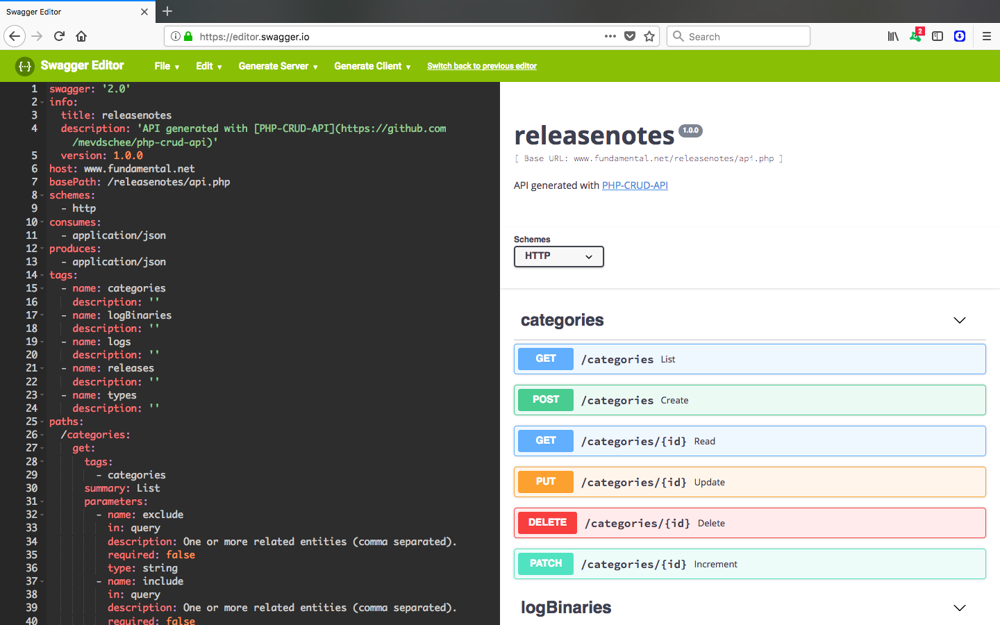 Swagger Editor
https://editor.swagger.io
Search
2
{...} Swagger Editor
File
Edit
Generate Server
Generate Client
Switch back to previous editor
1 swagger: '2.0'
2 info:
3 title: releasenotes
4 description: 'API generated with [PHP-CRUD-API](https://github.com
/mevdschee/php-crud-api)'
5 version: 1.0.0
6 host: www.fundamental.net
7 basePath: /releasenotes/api.php
8 schemes:
9 - http
10 consumes:
11 - application/json
12 produces:
13 - application/json
14 tags:
15 - name: categories
16 description: ''
17 - name: logBinaries
18 description: ''
19 - name: logs
20 description: ''
21 - name: releases
22 description: ''
23 - name: types
24 description: ''
25 paths:
26 /categories:
27 get:
28 tags:
29 - categories
30 summary: List
31 parameters:
32 - name: exclude
33 in: query
34 description: One or more related entities (comma separated).
35 required: false
36 type: string
37 - name: include
38 in: query
39 description: One or more related entities (comma separated).
40 required: false
releasenotes 1.0.0
[ Base URL: www.fundamental.net/releasenotes/api.php ]
API generated with PHP-CRUD-API
Schemes
HTTP
categories
GET /categories List
POST /categories Create
GET /categories/{id} Read
PUT /categories/{id} Update
DELETE /categories/{id} Delete
PATCH /categories/{id} Increment
logBinaries